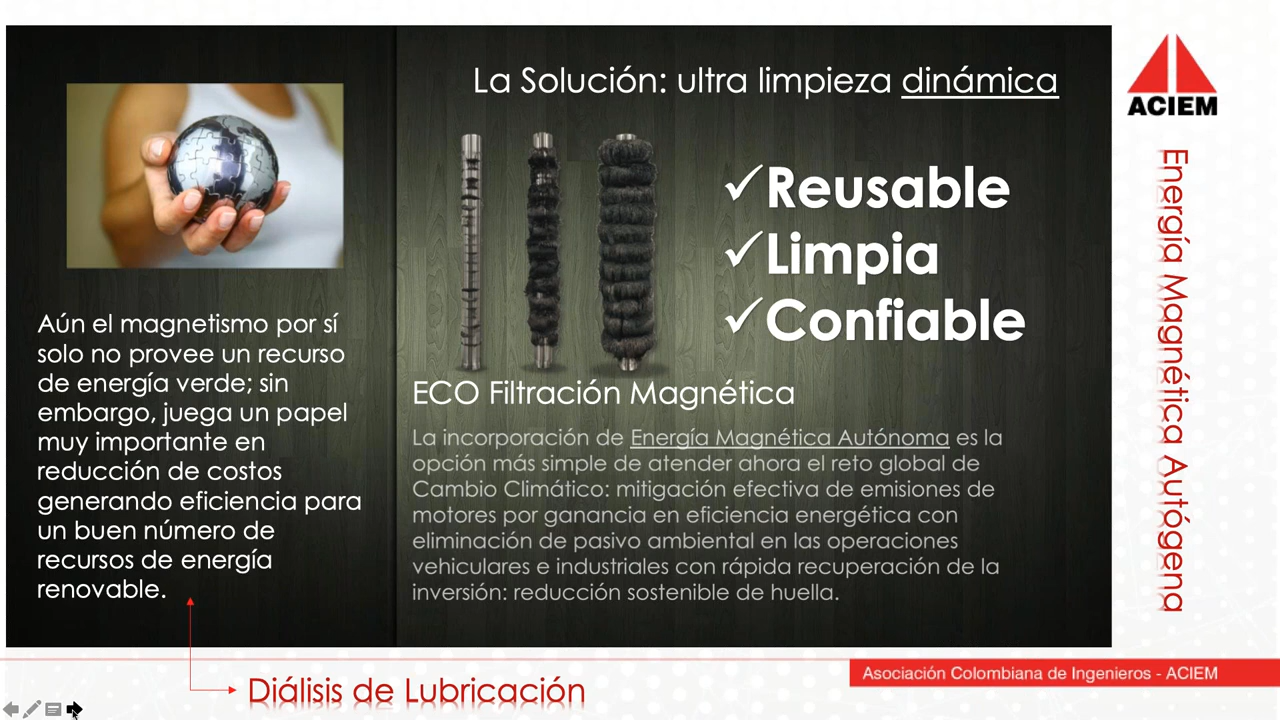 La Solución: ultra limpieza dinámica
ACIEM
Reusable
Limpia
Confiable
Aún el magnetismo por sí
solo no provee un recurso
de energía verde; sin
embargo, juega un papel
muy importante en
reducción de costos
generando eficiencia para
un buen número de
recursos de energía
renovable.
ECO Filtración Magnética
La incorporación de Energía Magnética Autónoma es la
opción más simple de atender ahora el reto global de
Cambio Climático: mitigación efectiva de emisiones de
motores por ganancia en eficiencia energética con
eliminación de pasivo ambiental en las operaciones
vehiculares e industriales con rápida recuperación de la
inversión: reducción sostenible de huella.
Energía Magnética Autógena
Asociación Colombiana de Ingenieros - ACIEM
Diálisis de Lubricación